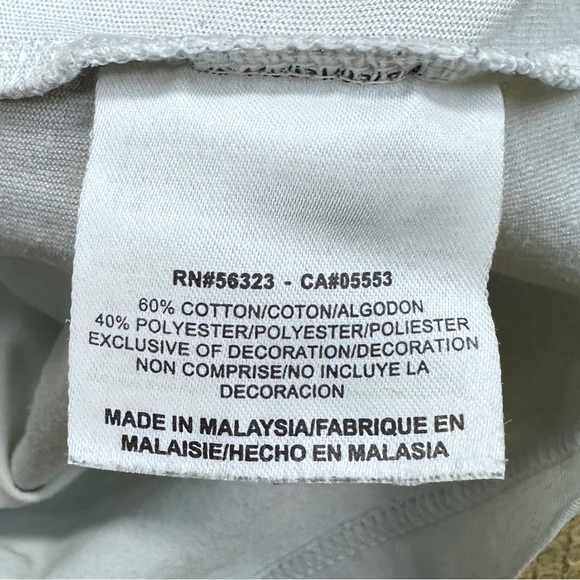 RN#56323 - CA#05553
60% COTTON/COTON/ALGODON
40% POLYESTER/POLYESTER/POLIESTER
EXCLUSIVE OF DECORATION/DECORATION
NON COMPRISE/NO INCLUYE LA
DECORACION
MADE IN MALAYSIA/FABRIQUE EN
MALAISIE/HECHO EN MALASIA